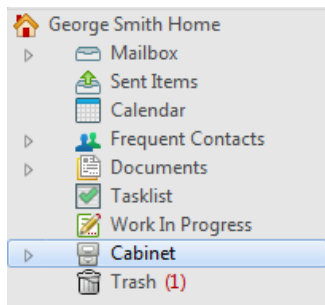 George Smith Home
Mailbox
Sent Items
Calendar
Frequent Contacts
Documents
Tasklist
Work In Progress
Cabinet
Trash (1)